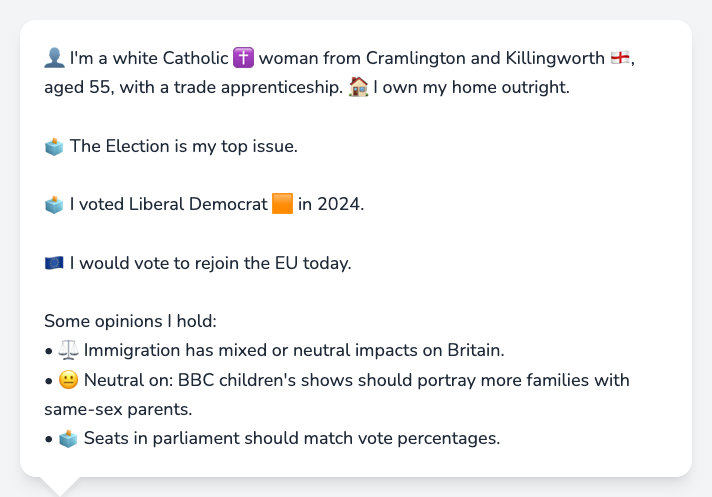 👤 I'm a white Catholic ✝️ woman from Cramlington and Killingworth 🏴󠁧󠁢󠁥󠁮󠁧󠁿,
aged 55, with a trade apprenticeship. 🏠 I own my home outright.
🗳️ The Election is my top issue.
🗳️ I voted Liberal Democrat 🟧 in 2024.
🇪🇺 I would vote to rejoin the EU today.
Some opinions I hold:
• ⚖️ Immigration has mixed or neutral impacts on Britain.
• 😐 Neutral on: BBC children's shows should portray more families with
same-sex parents.
• 🗳️ Seats in parliament should match vote percentages.